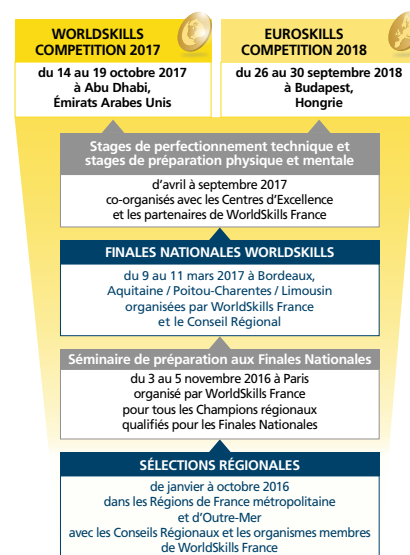 WORLDSKILLS
COMPETITION 2017
du 14 au 19 octobre 2017
à Abu Dhabi,
Émirats Arabes Unis
EUROSKILLS
COMPETITION 2018
du 26 au 30 septembre 2018
à Budapest,
Hongrie
Stages de perfectionnement technique et
stages de préparation physique et mentale
d'avril à septembre 2017
co-organisés avec les Centres d'Excellence
et les partenaires de WorldSkills France
FINALES NATIONALES WORLDSKILLS
du 9 au 11 mars 2017 à Bordeaux,
Aquitaine / Poitou-Charentes / Limousin
organisées par WorldSkills France
et le Conseil Régional
Séminaire de préparation aux Finales Nationales
du 3 au 5 novembre 2016 à Paris
organisé par WorldSkills France
pour tous les Champions régionaux
qualifiés pour les Finales Nationales
SÉLECTIONS RÉGIONALES
de janvier à octobre 2016
dans les Régions de France métropolitaine
et d'Outre-Mer
avec les Conseils Régionaux et les organismes membres
de WorldSkills France